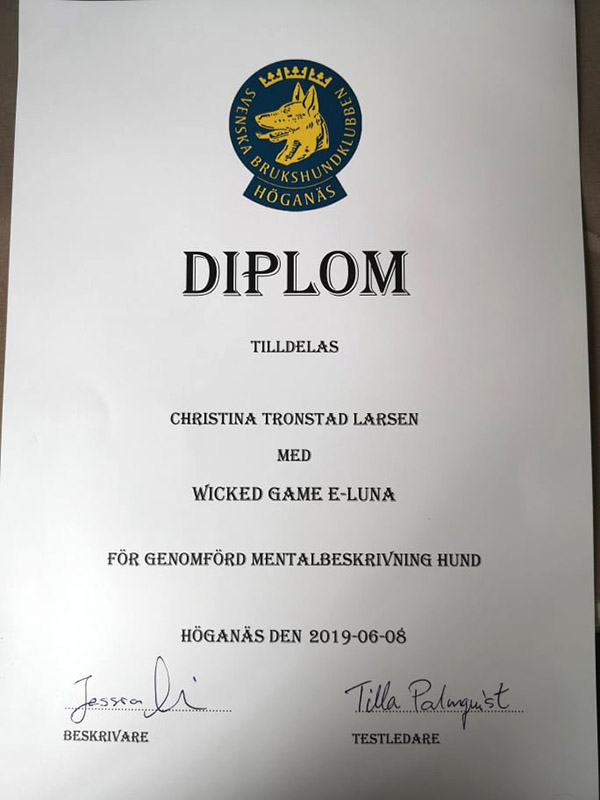 SVENSKA BRUKSHUNDKLUBBEN
HÖGANÄS
DIPLOM
TILLDELAS
CHRISTINA TRONSTAD LARSEN
MED
WICKED GAME E-LUNA
FÖR GENOMFÖRD MENTALBESKRIVNING HUND
HÖGANÄS DEN 2019-06-08
Tilla Palmquist
BESKRIVARE
TESTLEDARE